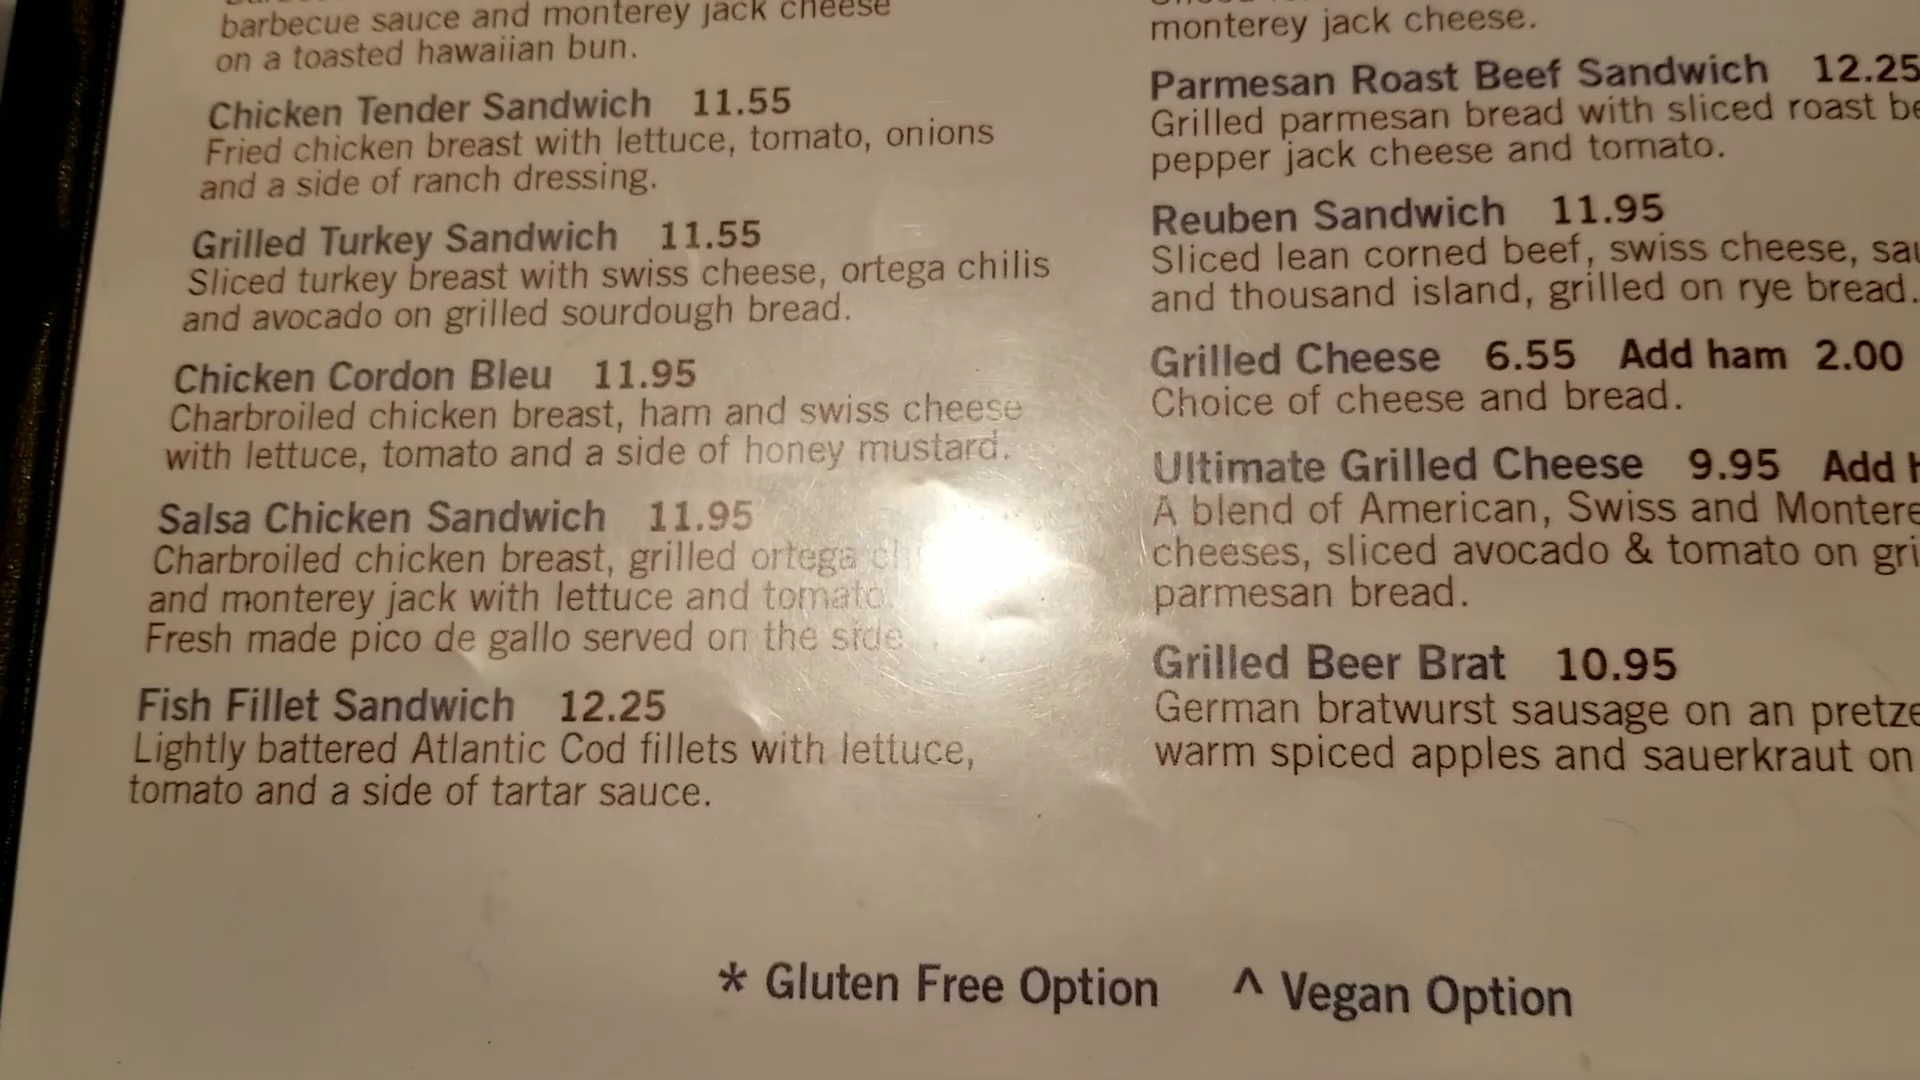 barbecue sauce and monterey jack cheese
on a toasted hawaiian bun.
Chicken Tender Sandwich 11.55
Fried chicken breast with lettuce, tomato, onions
and a side of ranch dressing.
Grilled Turkey Sandwich 11.55
Sliced turkey breast with swiss cheese, ortega chilis
and avocado on grilled sourdough bread.
Chicken Cordon Bleu 11.95
Charbroiled chicken breast, ham and swiss cheese
with lettuce, tomato and a side of honey mustard.
Salsa Chicken Sandwich 11.95
Charbroiled chicken breast, grilled ortega
and monterey jack with lettuce and tomato.
Fresh made pico de gallo served on the side.
Fish Fillet Sandwich 12.25
Lightly battered Atlantic Cod fillets with lettuce,
tomato and a side of tartar sauce.
monterey jack cheese.
Parmesan Roast Beef Sandwich 12.25
Grilled parmesan bread with sliced roast
pepper jack cheese and tomato.
Reuben Sandwich 11.95
Sliced lean corned beef, swiss cheese,
and thousand island, grilled on rye bread.
Grilled Cheese 6.55 Add ham 2.00
Choice of cheese and bread.
Ultimate Grilled Cheese 9.95 Add
A blend of American, Swiss and
cheeses, sliced avocado & tomato on
parmesan bread.
Grilled Beer Brat 10.95
German bratwurst sausage on an
warm spiced apples and sauerkraut on
* Gluten Free Option ^ Vegan Option